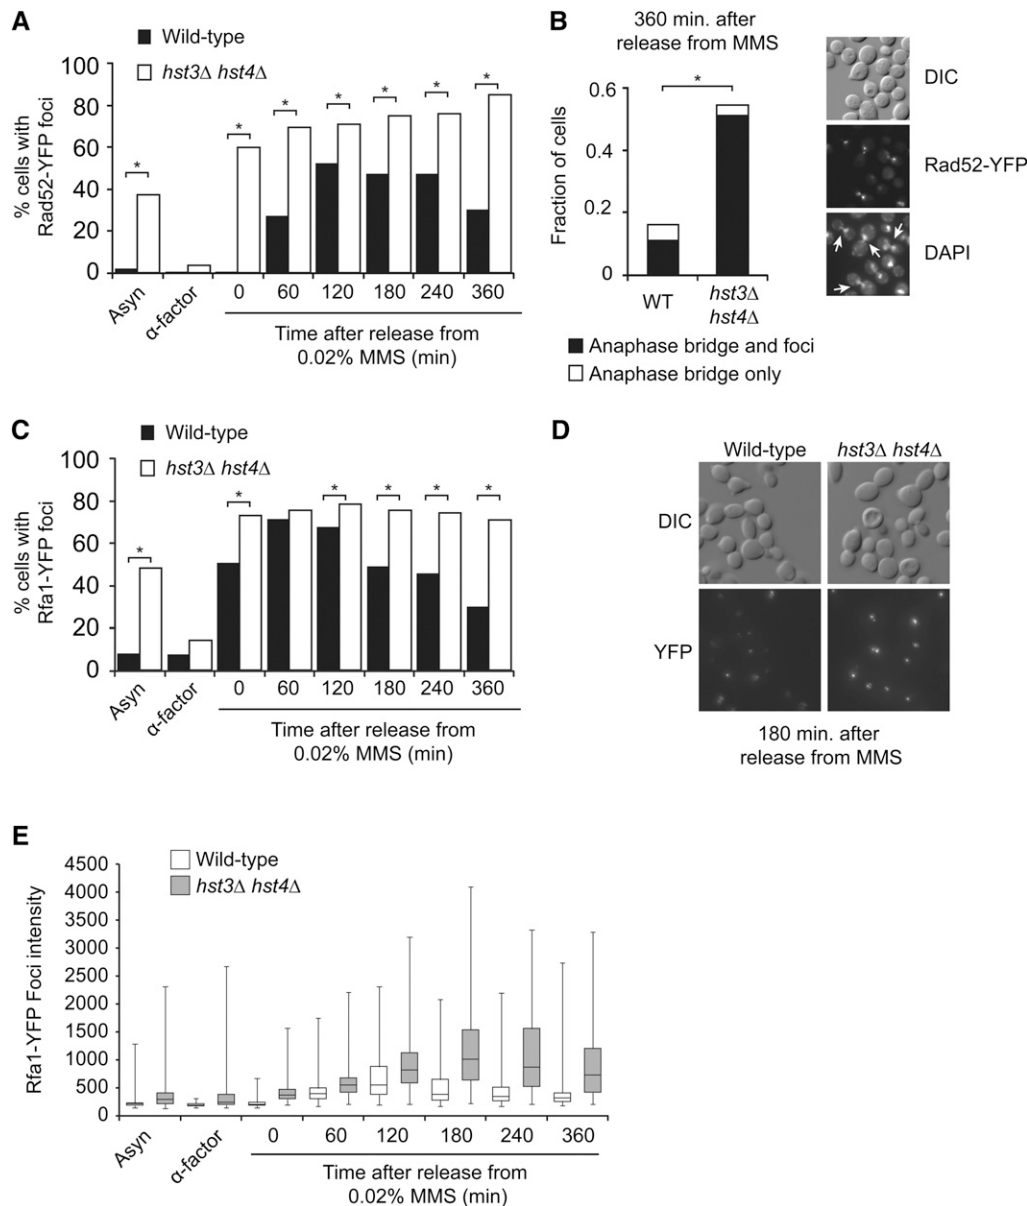 A
Wild-type
hst3Δ hst4Δ
% cells with
Rad52-YFP foci
100
80
60
40
20
0
*
*
*
*
*
*
*
Asyn
α-factor
0
60
120
180
240
360
Time after release from
0.02% MMS (min)
B
360 min. after
release from MMS
*
Fraction of cells
0.6
0.4
0.2
0
WT
hst3Δ
hst4Δ
Anaphase bridge and foci
Anaphase bridge only
DIC
Rad52-YFP
DAPI
C
Wild-type
hst3Δ hst4Δ
% cells with
Rfa1-YFP foci
100
80
60
40
20
0
*
*
*
*
*
*
Asyn
α-factor
0
60
120
180
240
360
Time after release from
0.02% MMS (min)
D
Wild-type
hst3Δ hst4Δ
DIC
YFP
180 min. after
release from MMS
E
Wild-type
hst3Δ hst4Δ
Rfa1-YFP Foci intensity
4500
4000
3500
3000
2500
2000
1500
1000
500
0
Asyn
α-factor
0
60
120
180
240
360
Time after release from
0.02% MMS (min)